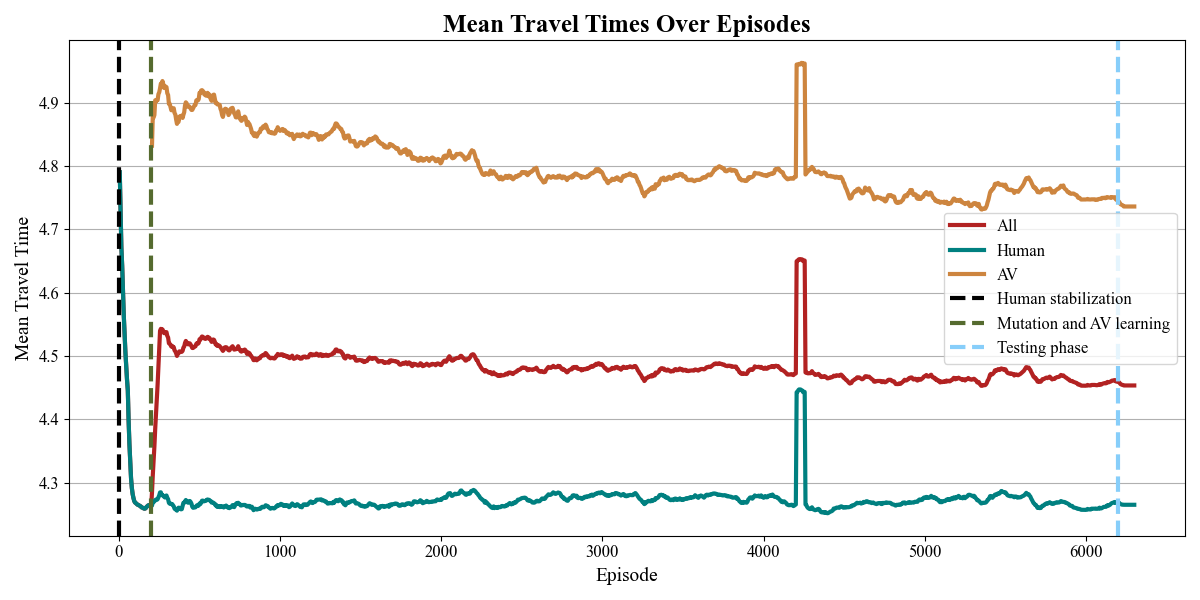 Mean Travel Times Over Episodes
Mean Travel Time
4.9
4.8
4.7
4.6
4.5
4.4
4.3
All
Human
AV
Human stabilization
Mutation and AV learning
Testing phase
0 1000 2000 3000 4000 5000 6000
Episode